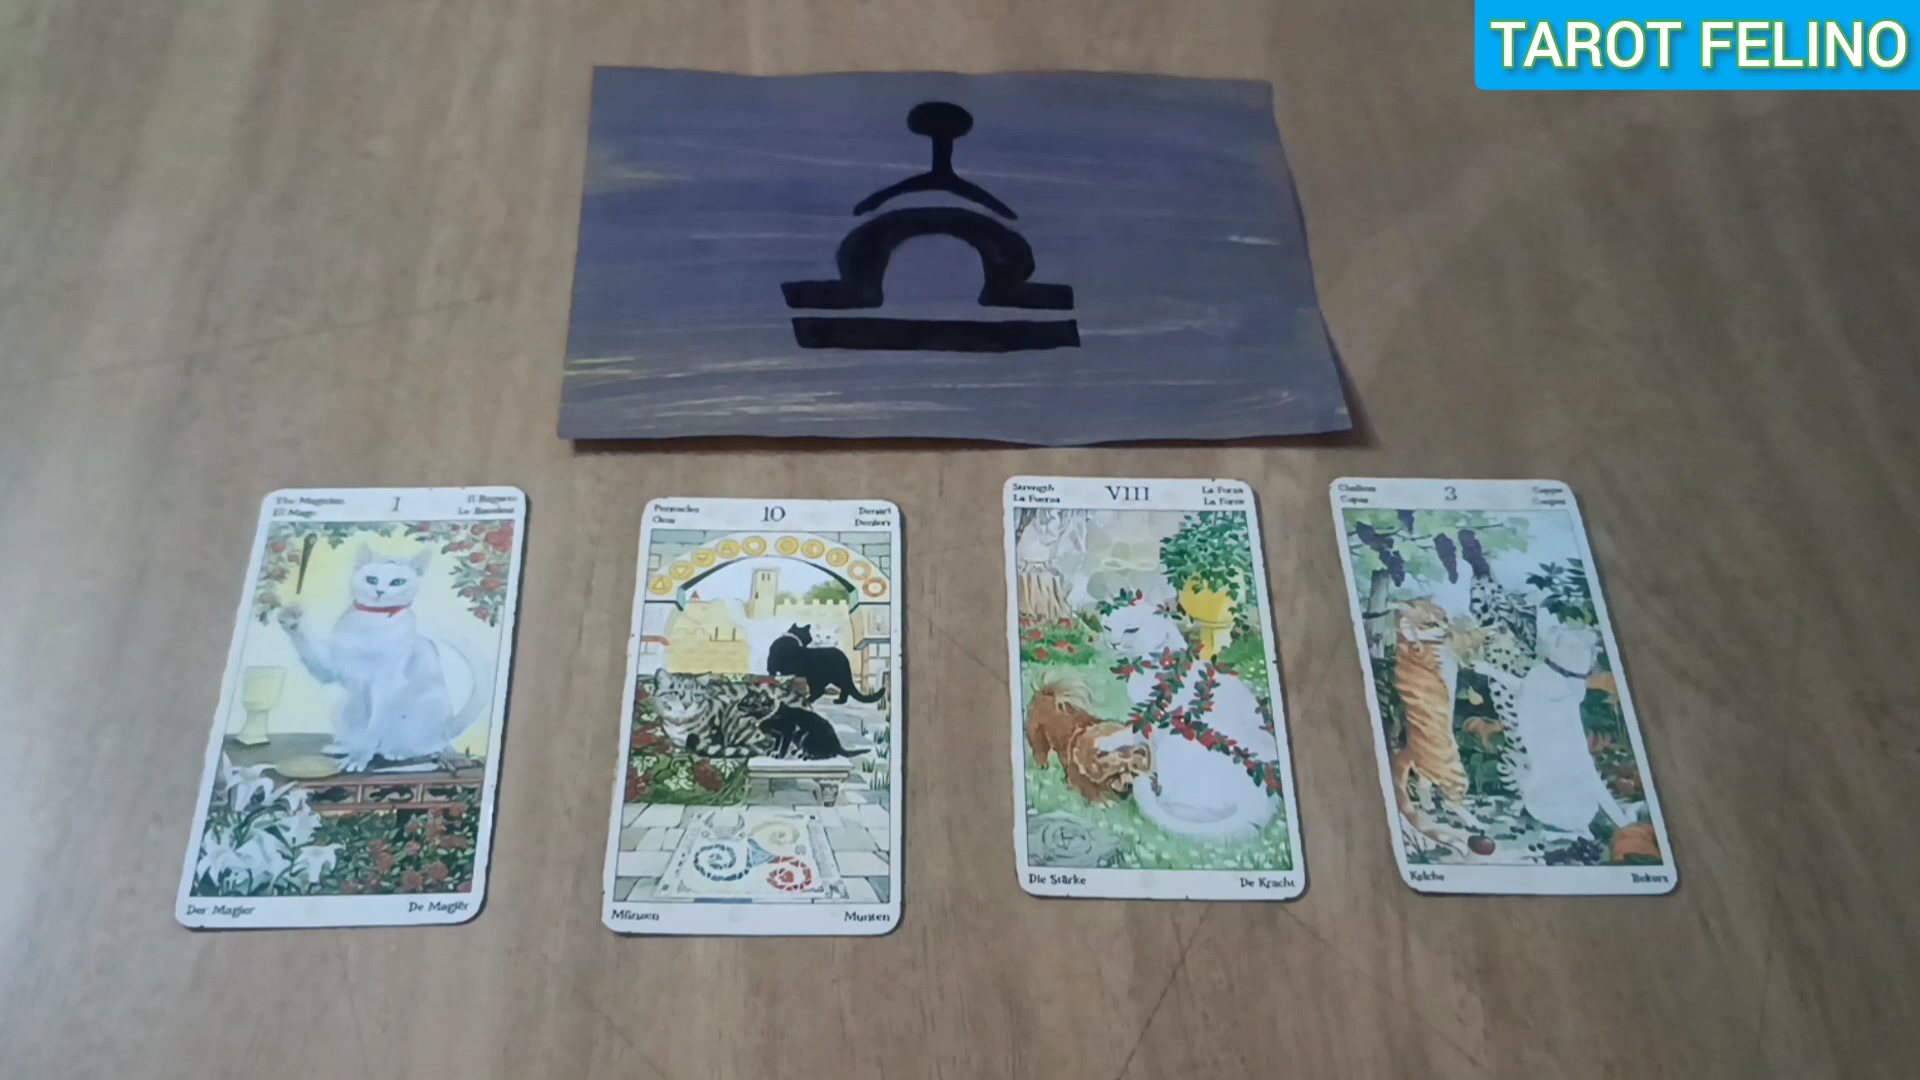 TAROT FELINO
The Magician
El Mago
I
Il Bagatto
Le Bateleur
Der Magier
De Magiër
Pentacles
Oros
10
Denari
Deniers
Münzen
Munten
Strength
La Fuerza
VIII
La Forza
La Force
Die Stärke
De Kracht
Chalices
Copas
3
Coppe
Coupes
Kelche
Bekers